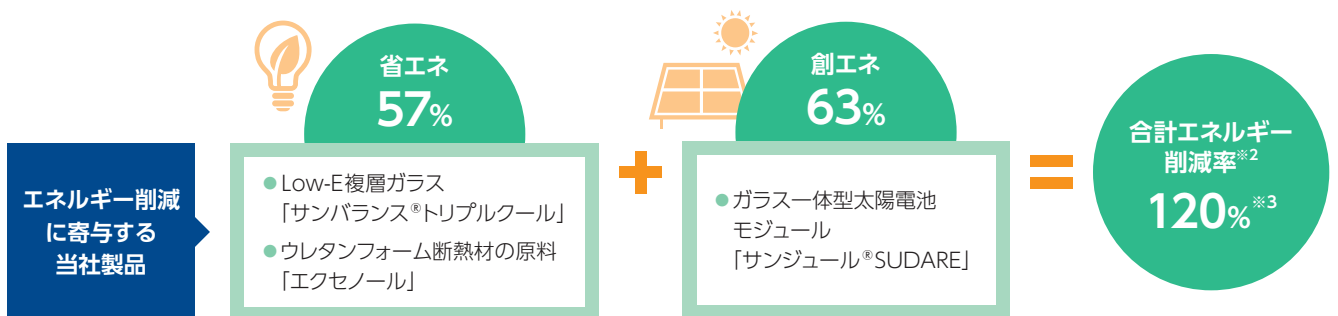 エネルギー削減
に寄与する
当社製品
省エネ
57%
●Low-E複層ガラス
「サンバランス®トリプルクール」
●ウレタンフォーム断熱材の原料
「エクセノール」
+
創エネ
63%
●ガラス一体型太陽電池
モジュール
「サンジュール®SUDARE」
=
合計エネルギー
削減率※2
120%※3